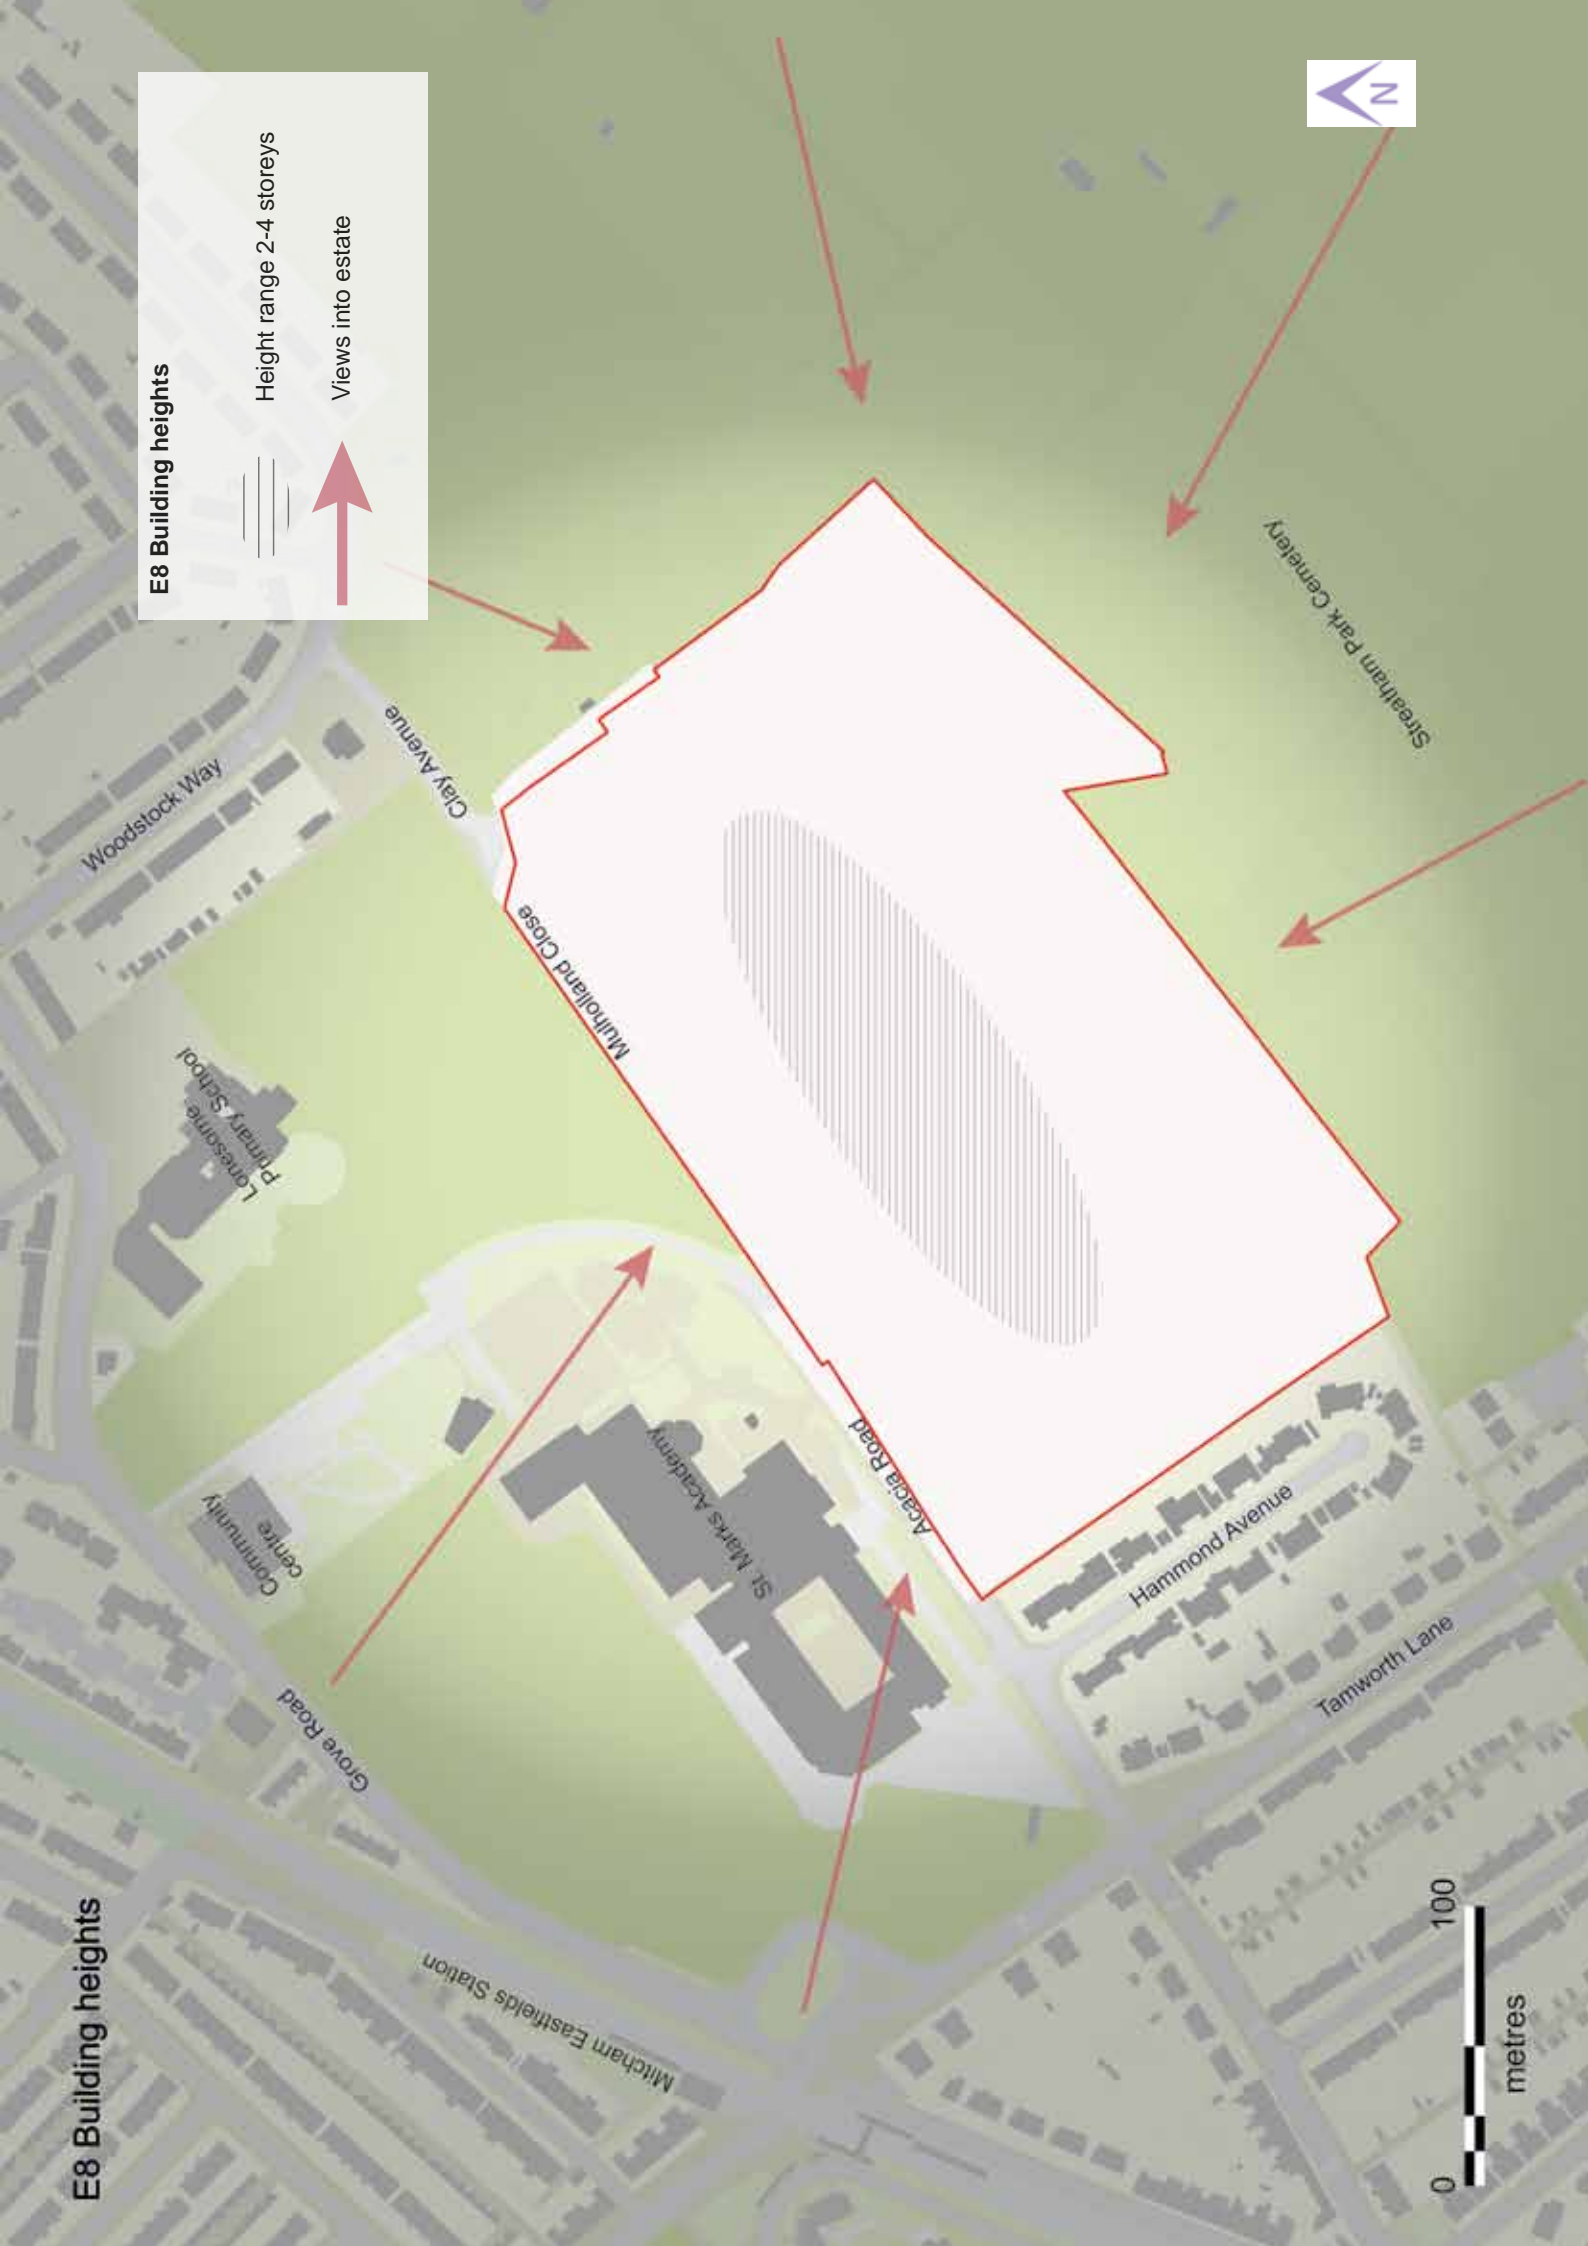 E8 Building heights
E8 Building heights
Height range 2-4 storeys
Views into estate
N
Woodstock Way
Clay Avenue
Mulholland Close
Lonesome
Primary School
Community
centre
Grove Road
St. Marks Academy
Acacia Road
Mitcham Eastfields Station
Hammond Avenue
Tamworth Lane
Streatham Park Cemetery
0
100
metres